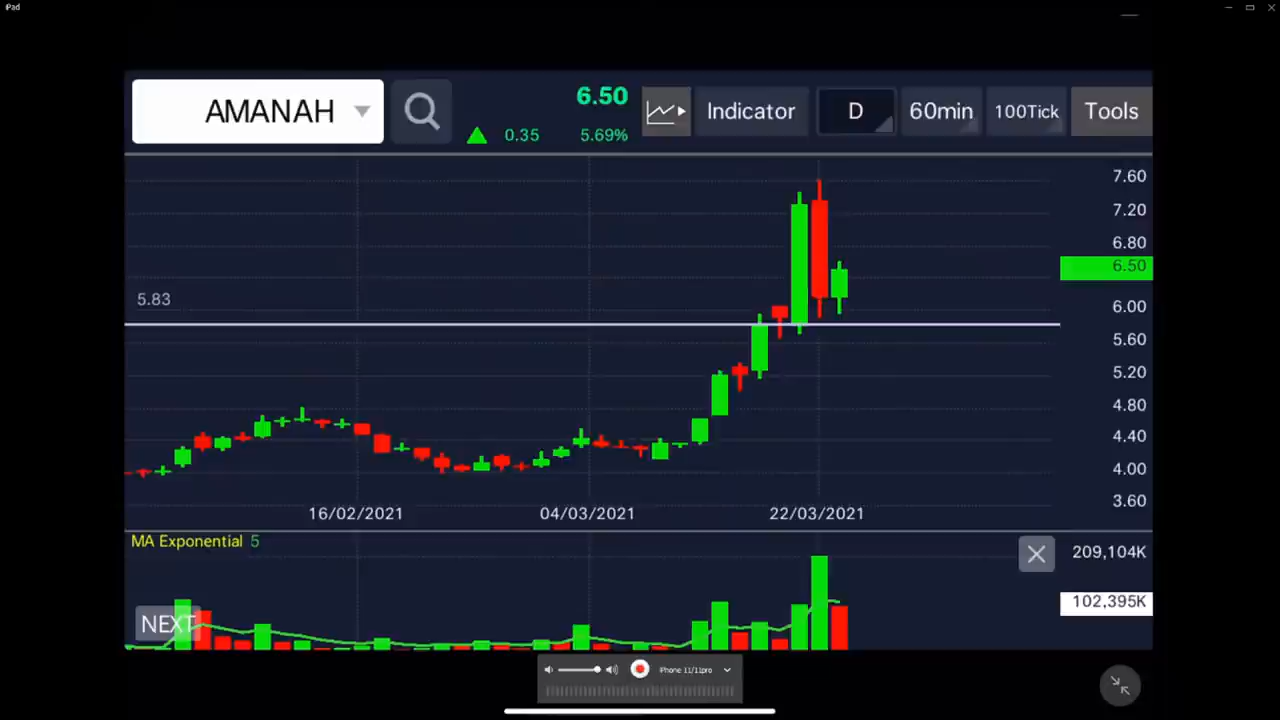 iPad
AMANAH
6.50
0.35 5.69%
Indicator
D
60min
100Tick
Tools
7.60
7.20
6.80
6.50
5.83
6.00
5.60
5.20
4.80
4.40
4.00
3.60
16/02/2021 04/03/2021 22/03/2021
MA Exponential 5
209,104K
102,395K
NEXT
iPhone 11/11pro